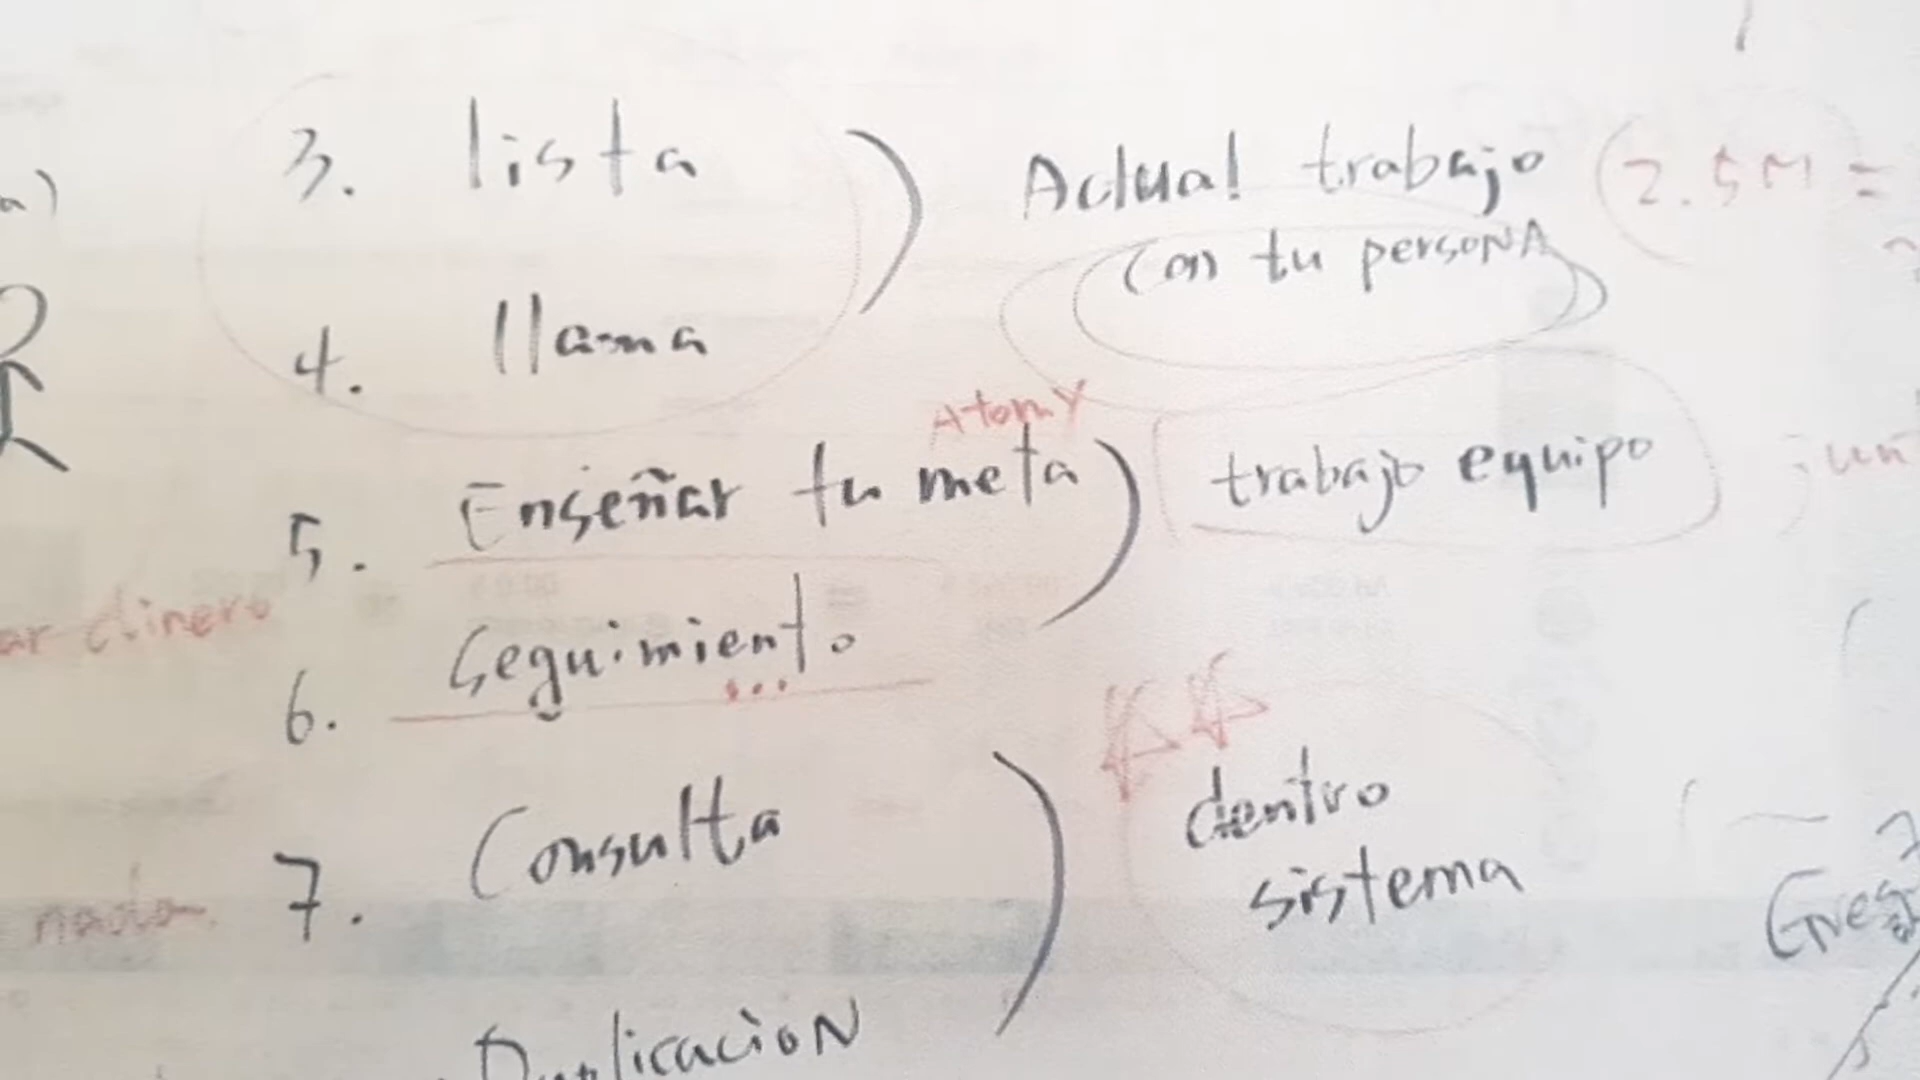 3. lista
Actual trabajo (2.5M =
con tu persona
4. llama
Atomy
5. Enseñar tu meta
trabajo equipo
ar dinero
6. Seguimiento
...
7. Consulta
dentro
sistema
nada.
Duplicacion